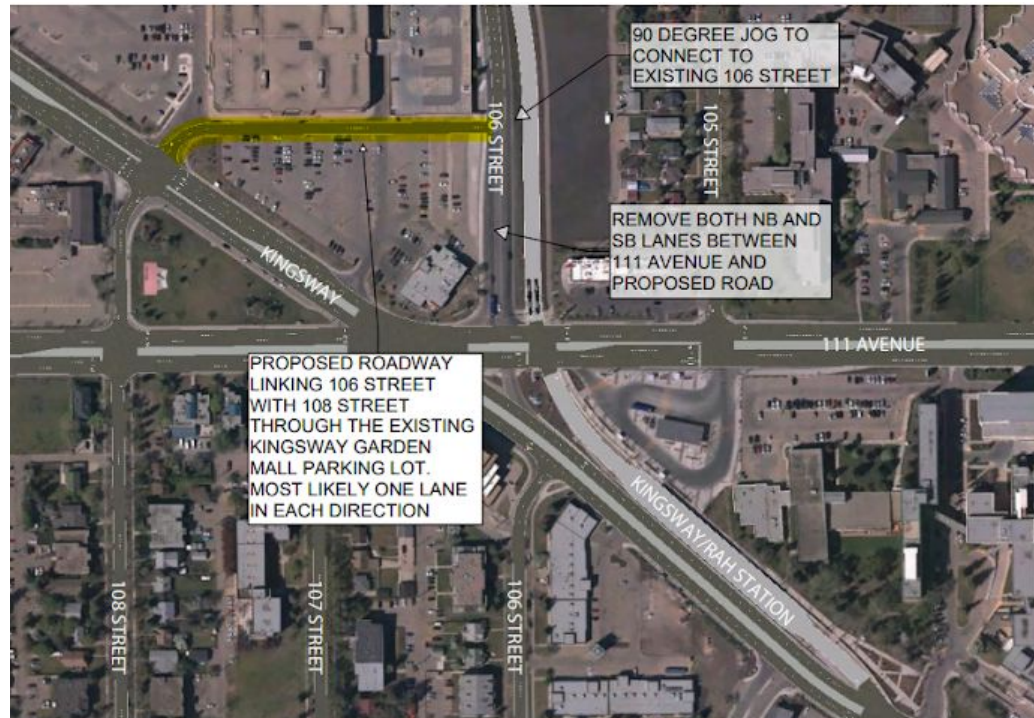 90 DEGREE JOG TO
CONNECT TO
EXISTING 106 STREET
106 STREET
105 STREET
REMOVE BOTH NB AND
SB LANES BETWEEN
111 AVENUE AND
PROPOSED ROAD
KINGSWAY
111 AVENUE
PROPOSED ROADWAY
LINKING 106 STREET
WITH 108 STREET
THROUGH THE EXISTING
KINGSWAY GARDEN
MALL PARKING LOT.
MOST LIKELY ONE LANE
IN EACH DIRECTION
KINGSWAY/RAH STATION
108 STREET
107 STREET
106 STREET